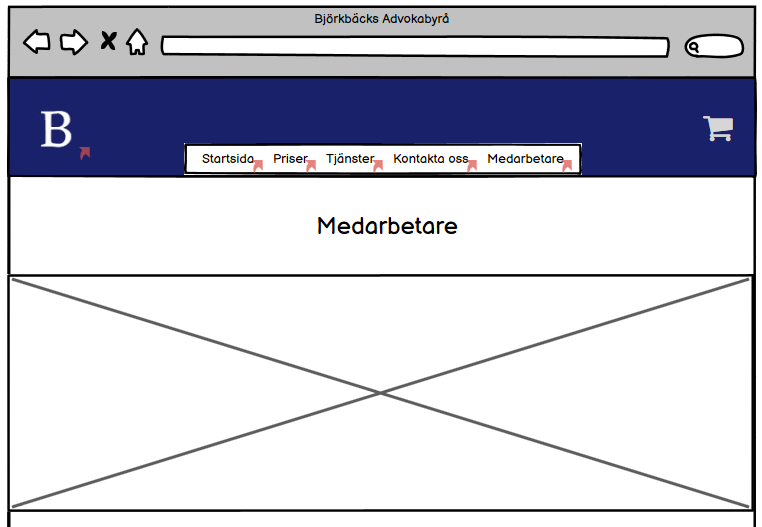 Björkbäcks Advokabyrå
B
Startsida Priser Tjänster Kontakta oss Medarbetare
Medarbetare